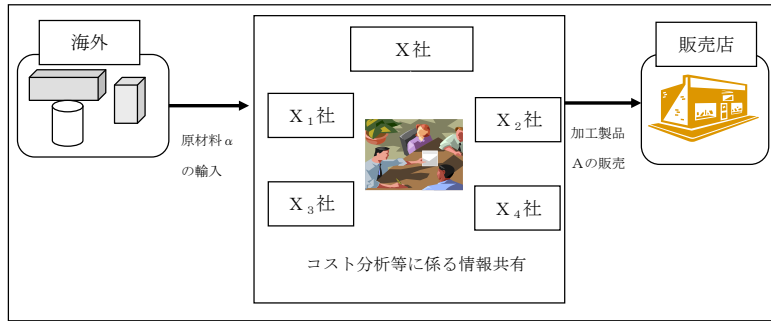 海外
X社
販売店
X₁社
X₂社
原材料α
の輸入
加工製品
Aの販売
X₃社
X₄社
コスト分析等に係る情報共有